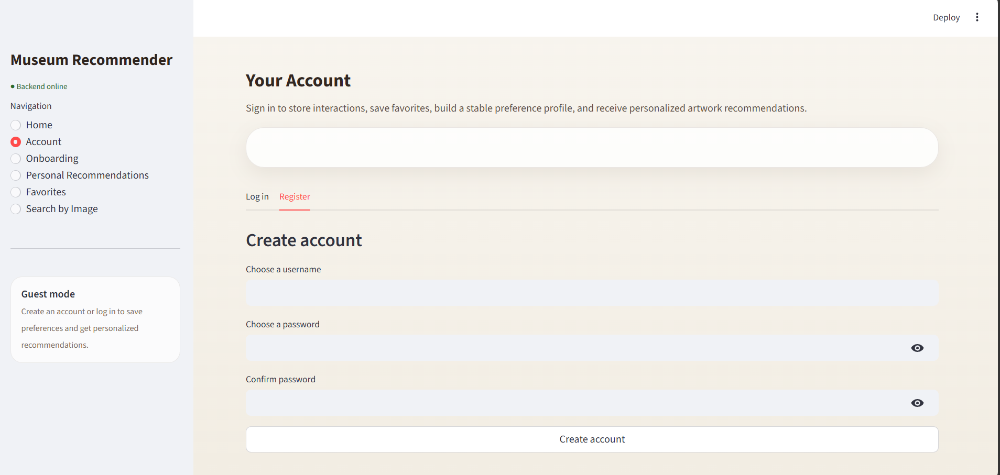 Deploy
Museum Recommender
Backend online
Navigation
Home
Account
Onboarding
Personal Recommendations
Favorites
Search by Image
Guest mode
Create an account or log in to save
preferences and get personalized
recommendations.
Your Account
Sign in to store interactions, save favorites, build a stable preference profile, and receive personalized artwork recommendations.
Log in Register
Create account
Choose a username
Choose a password
Confirm password
Create account